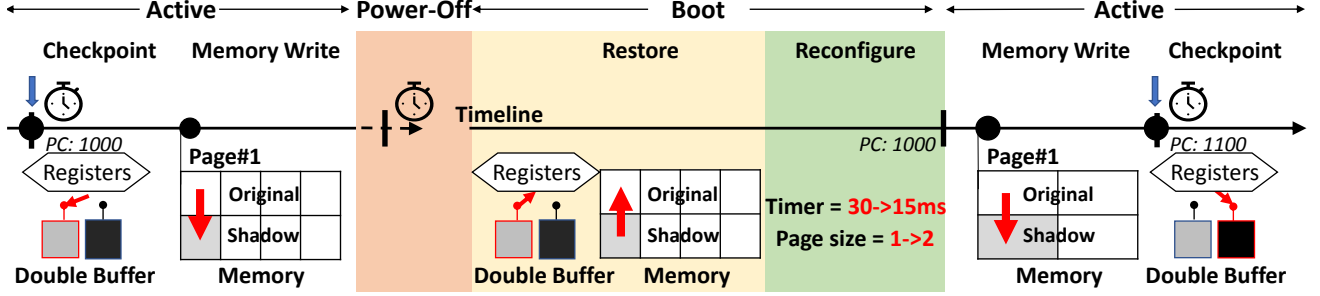 Active Power-Off Boot Active
Checkpoint Memory Write Restore Reconfigure Memory Write Checkpoint
Timeline
PC: 1000 PC: 1000 PC: 1100
Page#1 Page#1
Registers Registers Registers
Original Original Original
Timer = 30->15ms
Shadow Shadow Shadow
Page size = 1->2
Double Buffer Memory Double Buffer Memory Memory Double Buffer